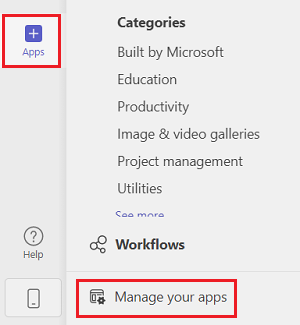 Apps
Categories
Built by Microsoft
Education
Productivity
Image & video galleries
Project management
Utilities
See more
Workflows
Help
Manage your apps